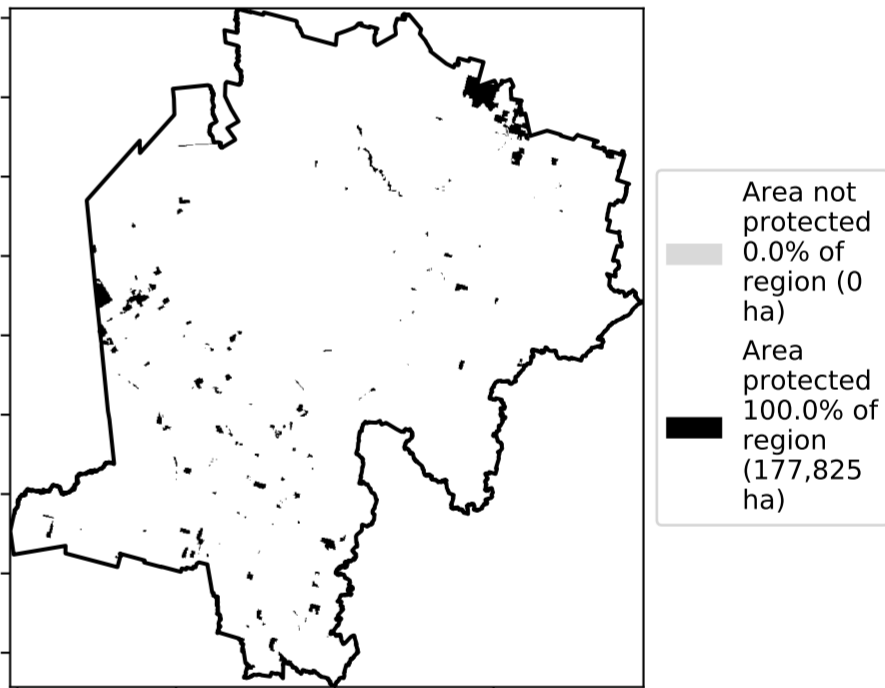 Area not
protected
0.0% of
region (0
ha)
Area
protected
100.0% of
region
(177,825
ha)